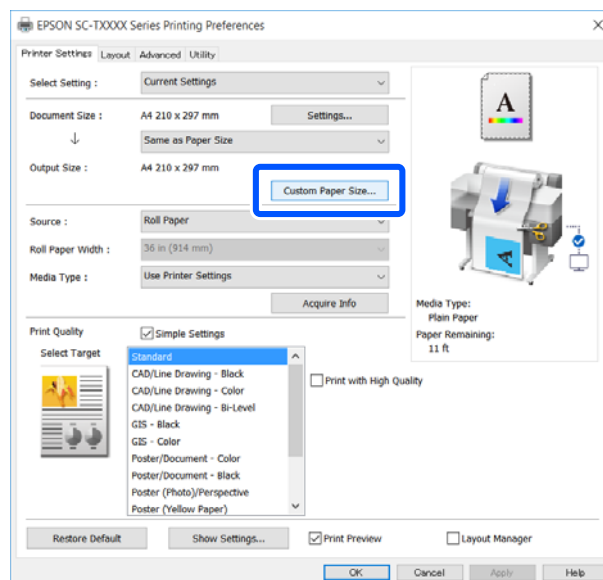 EPSON SC-TXXXX Series Printing Preferences
Printer Settings Layout Advanced Utility
Select Setting : Current Settings
Document Size : A4 210 x 297 mm Settings...
Same as Paper Size
Output Size : A4 210 x 297 mm
Custom Paper Size...
Source : Roll Paper
Roll Paper Width : 36 in (914 mm)
Media Type : Use Printer Settings
Acquire Info
A
A
Media Type:
Plain Paper
Paper Remaining:
11 ft
Print Quality Simple Settings
Select Target
Standard
CAD/Line Drawing - Black
CAD/Line Drawing - Color
CAD/Line Drawing - Bi-Level
GIS - Black
GIS - Color
Poster/Document - Color
Poster/Document - Black
Poster (Photo)/Perspective
Poster (Yellow Paper)
Print with High Quality
Restore Default Show Settings... Print Preview Layout Manager
OK Cancel Apply Help